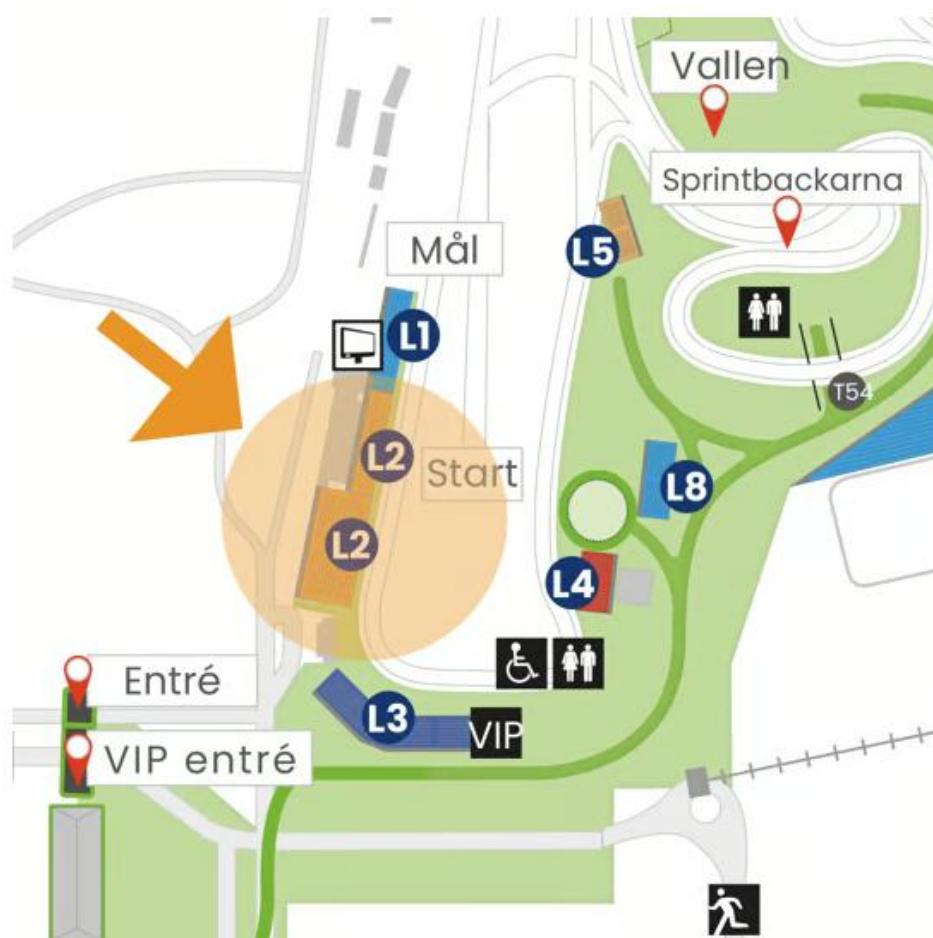 Vallen
Sprintbackarna
Mål
L5
L1
T54
L2
Start
L8
L2
L4
Entré
L3
VIP
VIP entré